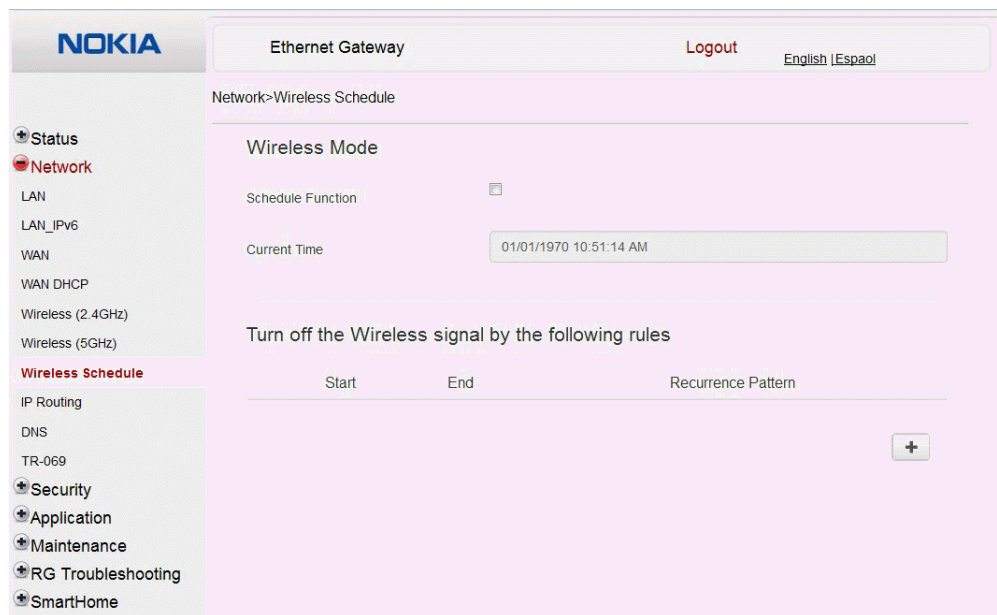 NOKIA
Ethernet Gateway
Logout
English | Espaol
Network>Wireless Schedule
Status
Network
LAN
LAN_IPv6
WAN
WAN DHCP
Wireless (2.4GHz)
Wireless (5GHz)
Wireless Schedule
IP Routing
DNS
TR-069
Security
Application
Maintenance
RG Troubleshooting
SmartHome
Wireless Mode
Schedule Function
Current Time
01/01/1970 10:51:14 AM
Turn off the Wireless signal by the following rules
Start End Recurrence Pattern
+